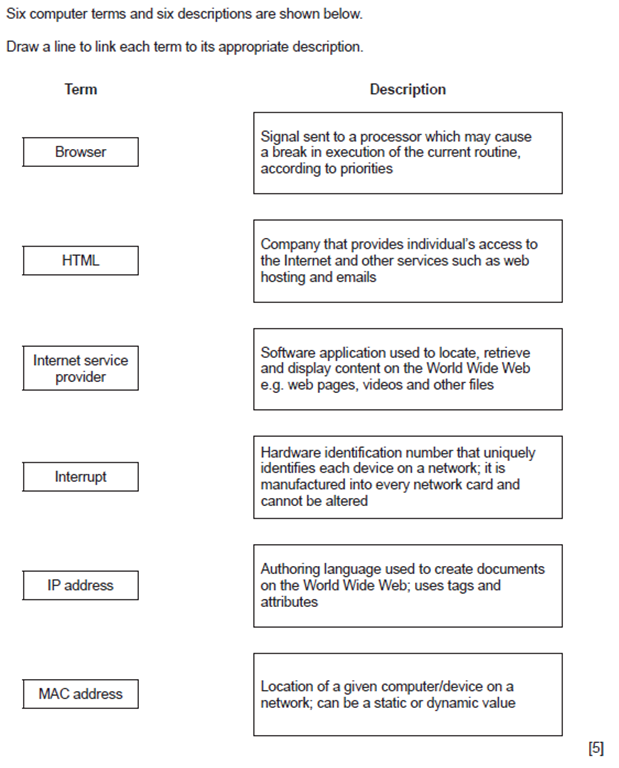 Six computer terms and six descriptions are shown below.
Draw a line to link each term to its appropriate description.
Term
Description
Browser
Signal sent to a processor which may cause
a break in execution of the current routine,
according to priorities
HTML
Company that provides individual's access to
the Internet and other services such as web
hosting and emails
Internet service
provider
Software application used to locate, retrieve
and display content on the World Wide Web
e.g. web pages, videos and other files
Interrupt
Hardware identification number that uniquely
identifies each device on a network; it is
manufactured into every network card and
cannot be altered
IP address
Authoring language used to create documents
on the World Wide Web; uses tags and
attributes
MAC address
Location of a given computer/device on a
network; can be a static or dynamic value
[5]